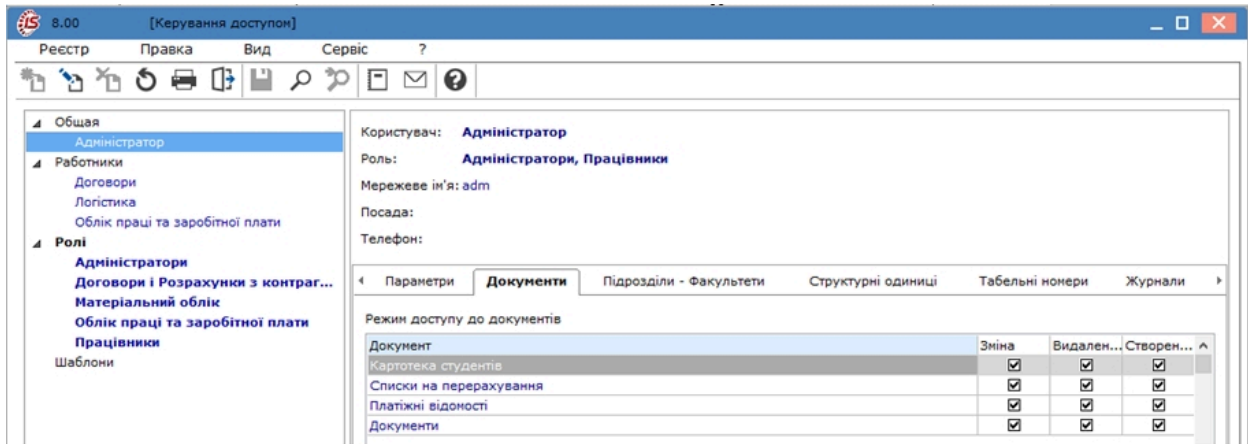 8.00 [Керування доступом]
Реєстр Правка Вид Сервіс ?
Общая
Адміністратор
Работники
Договори
Логістика
Облік праці та заробітної плати
Ролі
Адміністратори
Договори і Розрахунки з контраг...
Матеріальний облік
Облік праці та заробітної плати
Працівники
Шаблони
Користувач: Адміністратор
Роль: Адміністратори, Працівники
Мережеве ім'я: adm
Посада:
Телефон:
Параметри Документи Підрозділи - Факультети Структурні одиниці Табельні номери Журнали
Режим доступу до документів
Документ Зміна Видален... Створен...
Картотека студентів
Списки на перерахування
Платіжні відомості
Документи